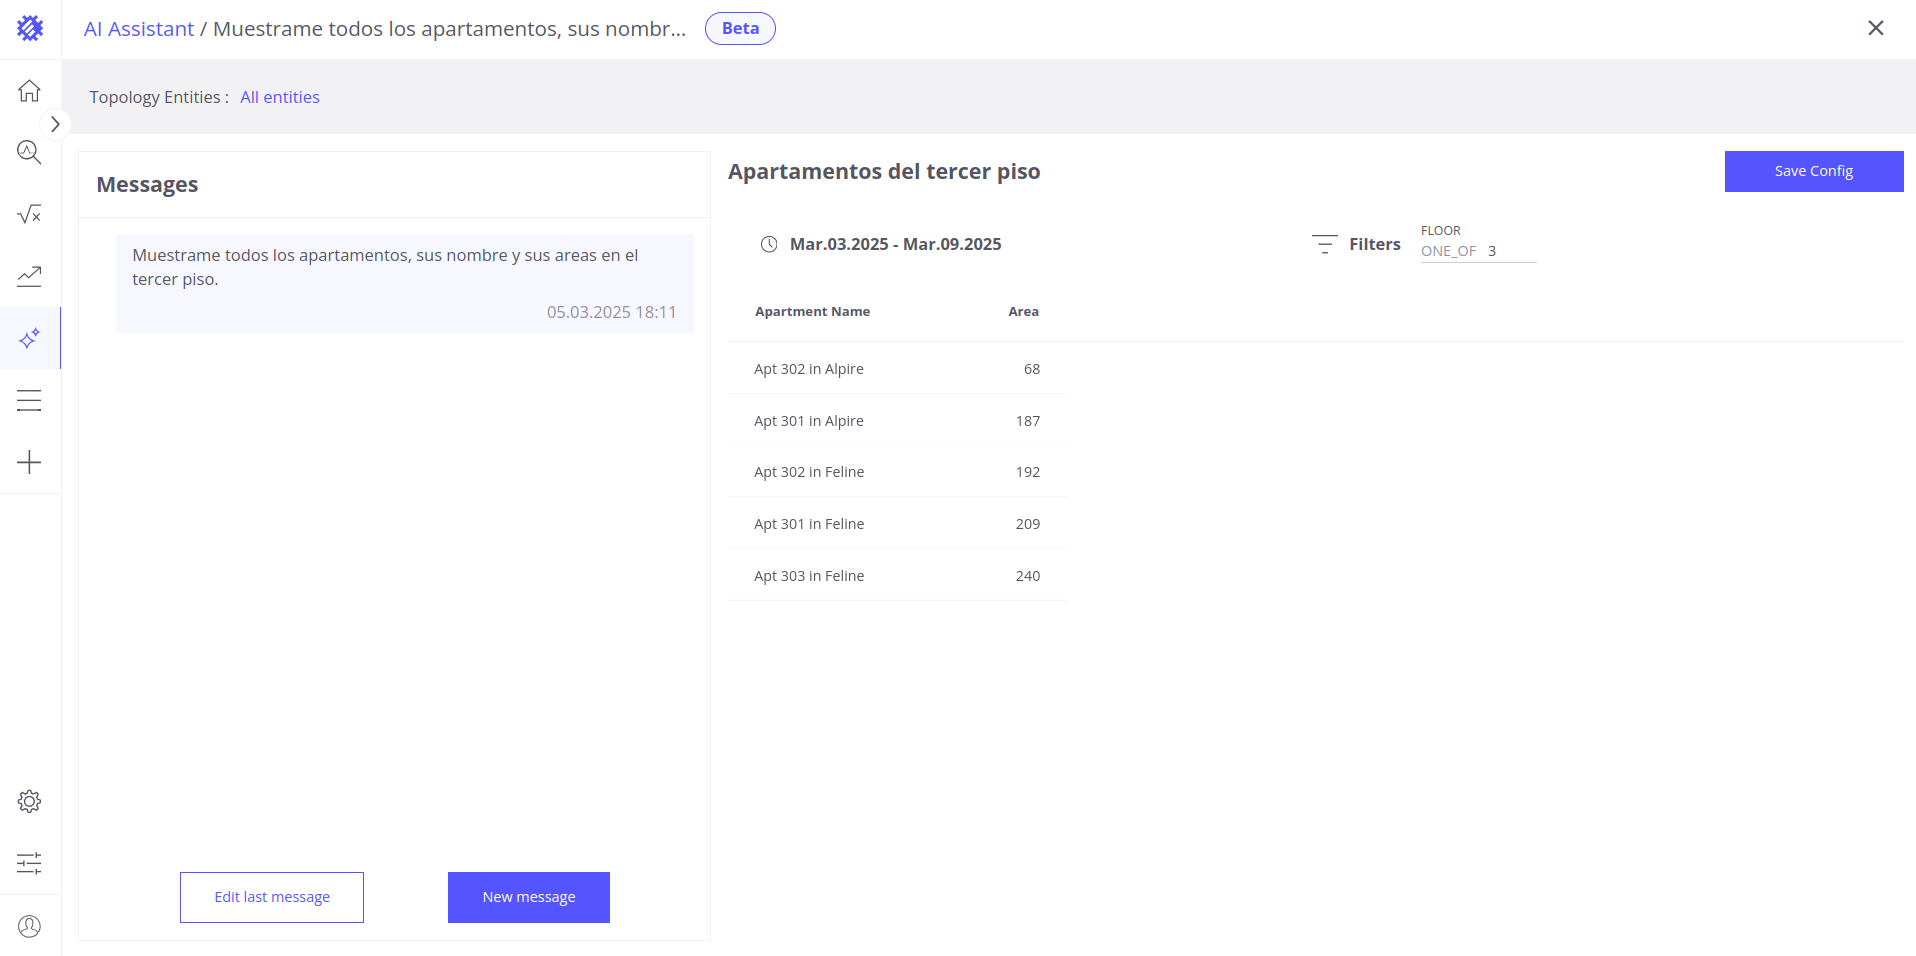 AI Assistant / Muestrame todos los apartamentos, sus nombr...
Beta
Topology Entities : All entities
Messages
Muestrame todos los apartamentos, sus nombre y sus areas en el
tercer piso.
05.03.2025 18:11
Edit last message
New message
Apartamentos del tercer piso
Save Config
Mar.03.2025 - Mar.09.2025
Filters
FLOOR
ONE_OF 3
Apartment Name Area
Apt 302 in Alpire 68
Apt 301 in Alpire 187
Apt 302 in Feline 192
Apt 301 in Feline 209
Apt 303 in Feline 240